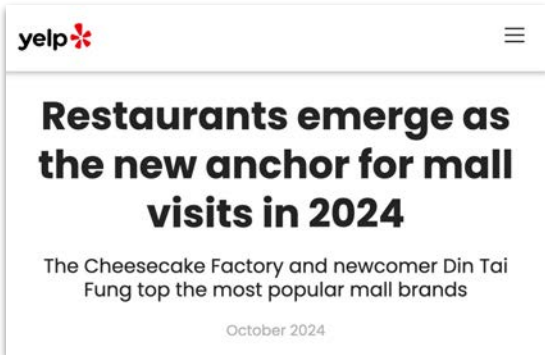 yelp
Restaurants emerge as
the new anchor for mall
visits in 2024
The Cheesecake Factory and newcomer Din Tai
Fung top the most popular mall brands
October 2024